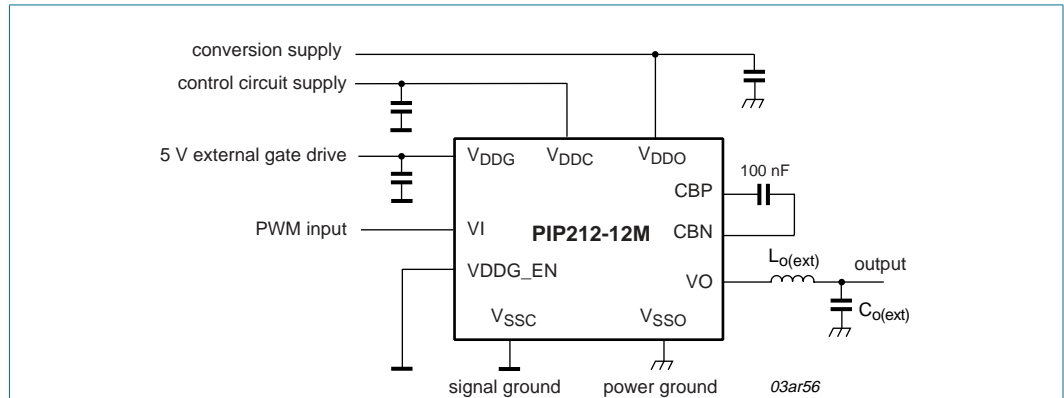 conversion supply
control circuit supply
5 V external gate drive
VDDG VDDC VDDO
100 nF
CBP
PWM input
VI
PIP212-12M
CBN
VDDG_EN
Lo(ext)
output
VO
Co(ext)
VSSC VSSO
signal ground power ground
03ar56